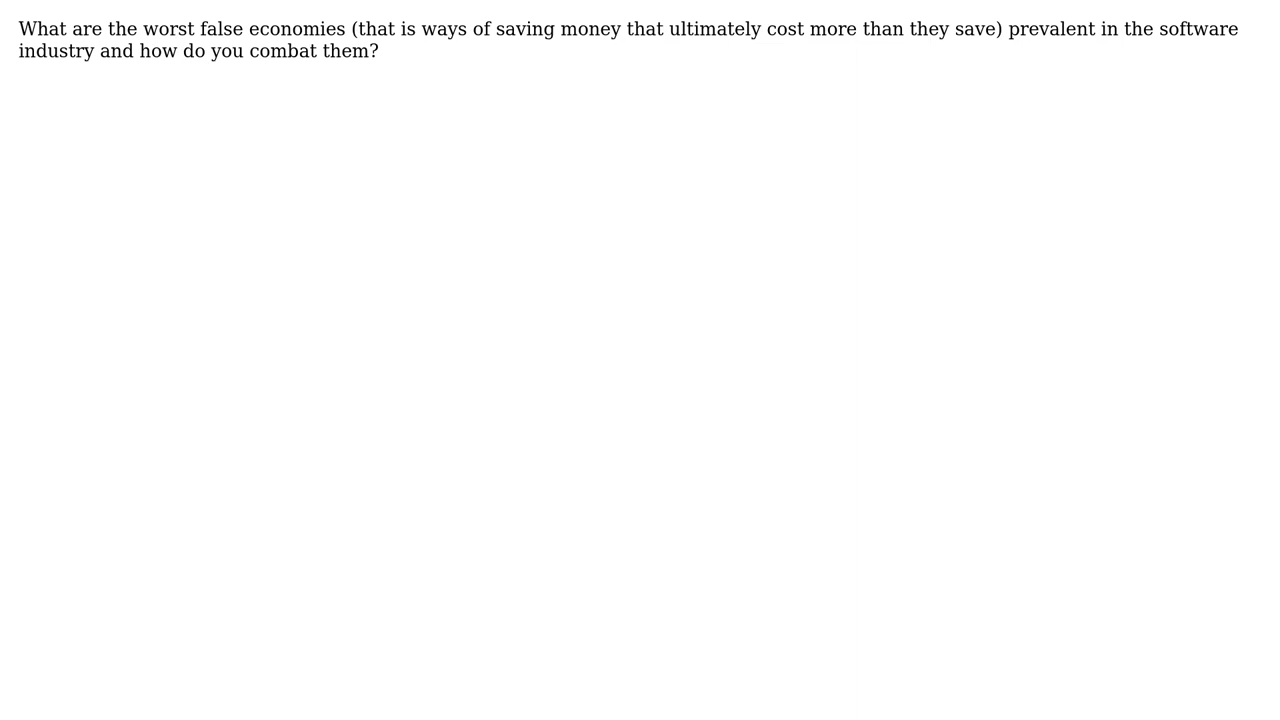 What are the worst false economies (that is ways of saving money that ultimately cost more than they save) prevalent in the software
industry and how do you combat them?